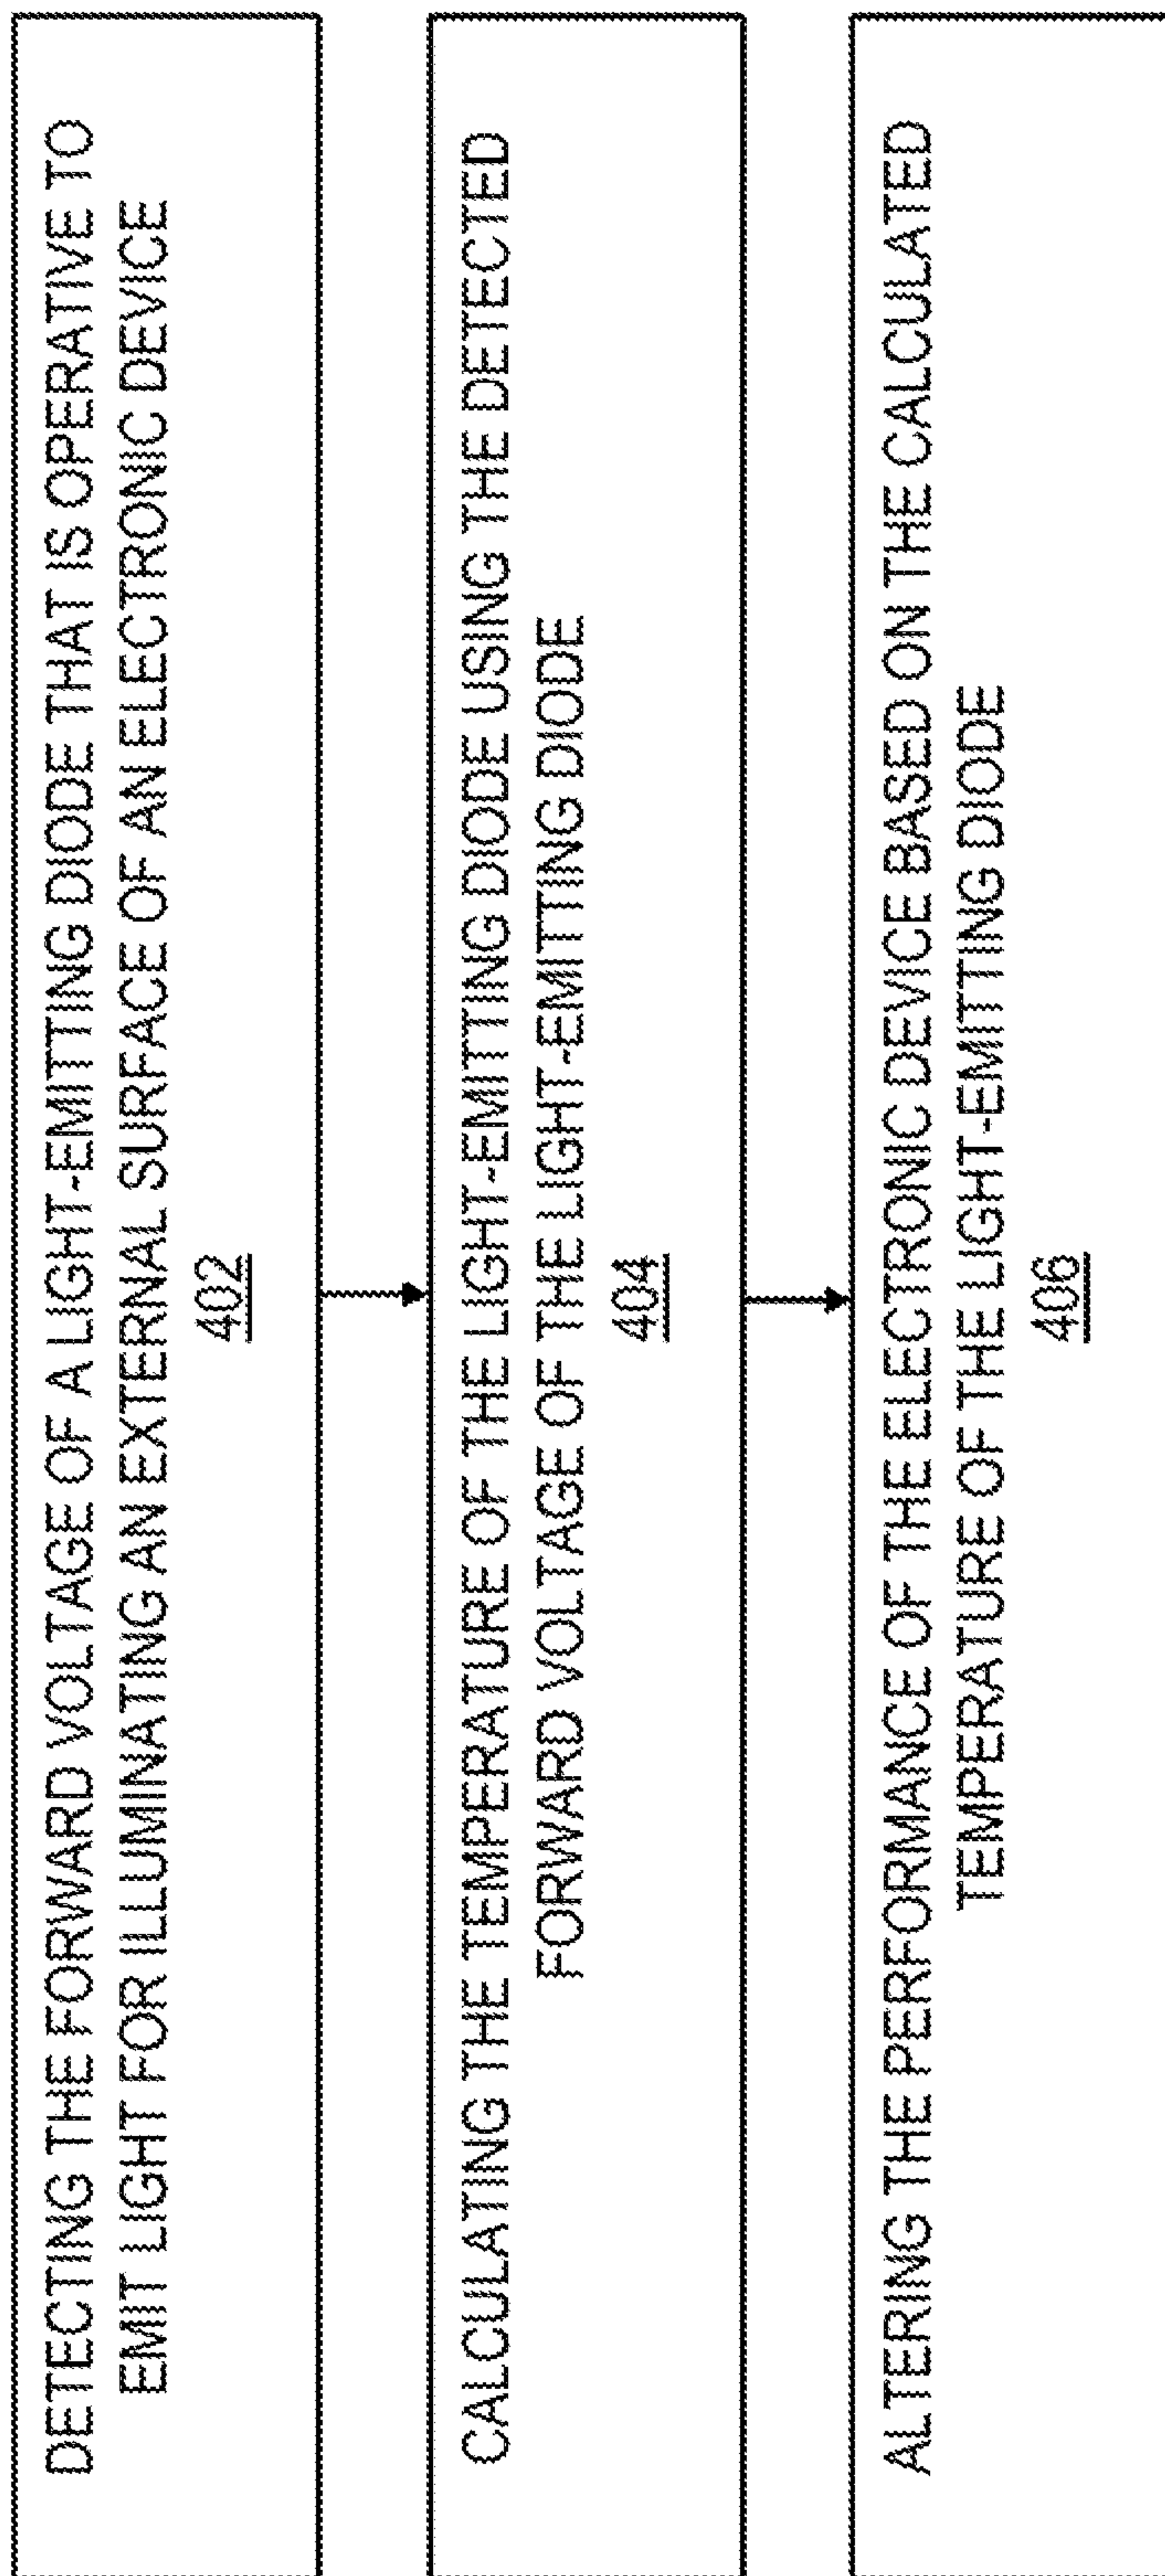 DETECTING THE FORWARD VOLTAGE OF A LIGHT-EMITTING DIODE THAT IS OPERATIVE TO
EMIT LIGHT FOR ILLUMINATING AN EXTERNAL SURFACE OF AN ELECTRONIC DEVICE
402
CALCULATING THE TEMPERATURE OF THE LIGHT-EMITTING DIODE USING THE DETECTED
FORWARD VOLTAGE OF THE LIGHT-EMITTING DIODE
404
ALTERING THE PERFORMANCE OF THE ELECTRONIC DEVICE BASED ON THE CALCULATED
TEMPERATURE OF THE LIGHT-EMITTING DIODE
406